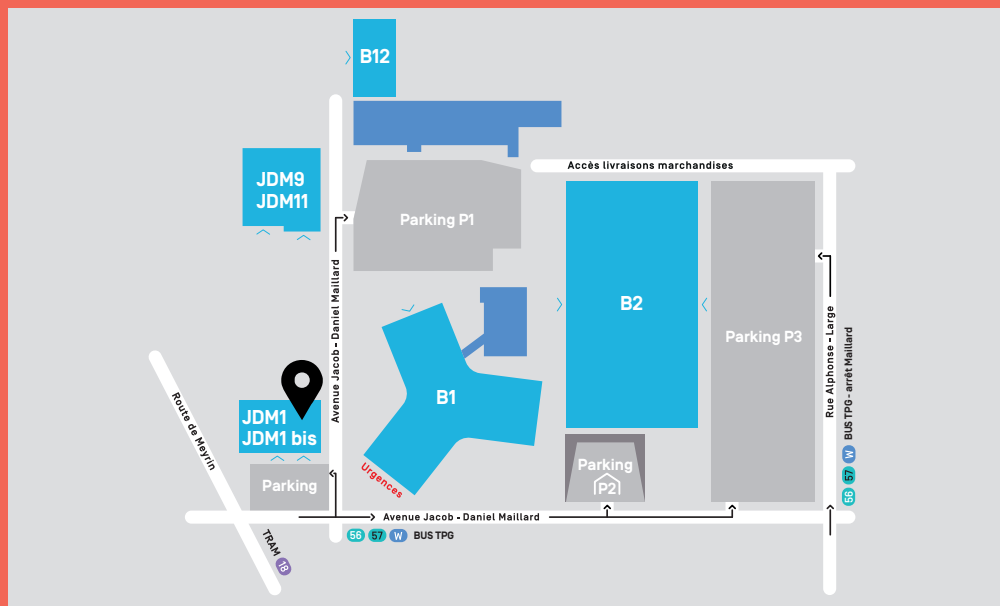 B12
JDM9
JDM11
Accès livraisons marchandises
Parking P1
B2
Parking P3
Avenue Jacob - Daniel Maillard
B1
Rue Alphonse - Large
BUS TPG - arrêt Maillard
56 57 W
Route de Meyrin
JDM1
JDM1 bis
Parking
Urgences
Parking
P2
Avenue Jacob - Daniel Maillard
56 57 W BUS TPG
TRAM 18